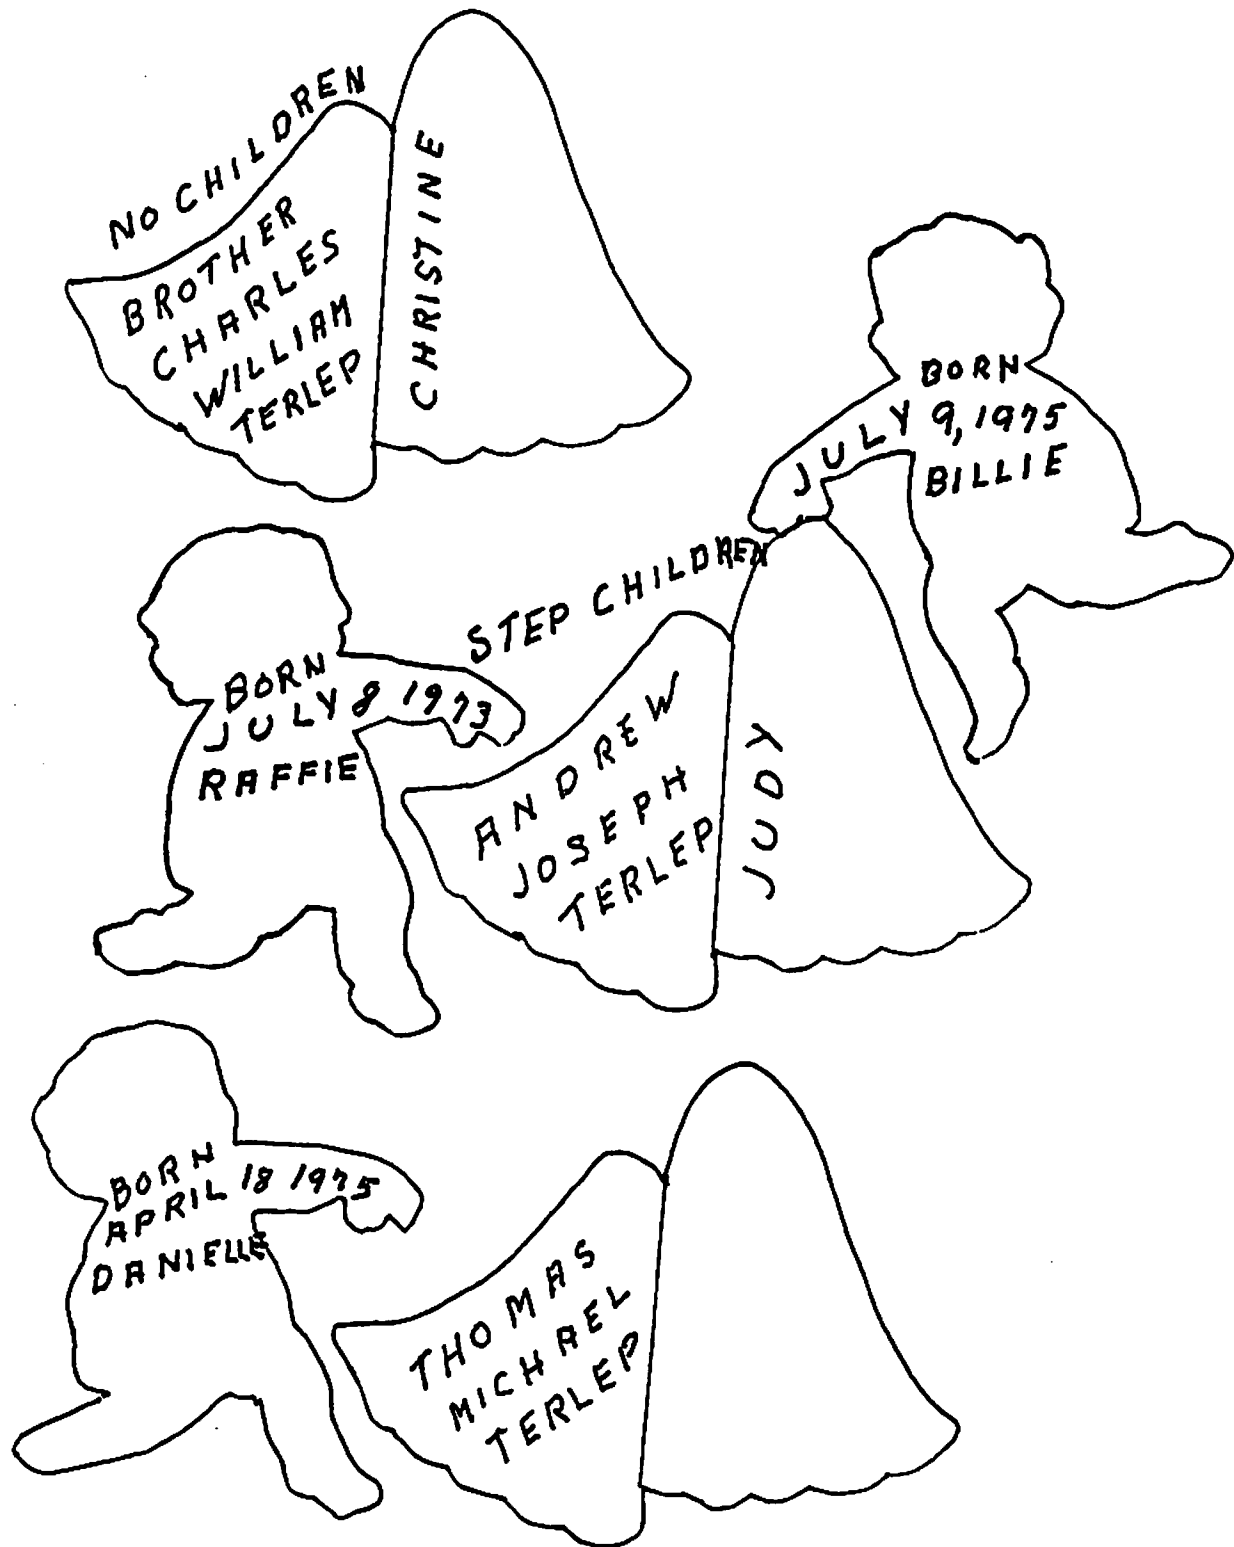 NO CHILDREN
BROTHER
CHARLES
WILLIAM
TERLEP
CHRISTINE
BORN
JULY 9, 1975
BILLIE
STEP CHILDREN
BORN
JULY 8 1973
RAFFIE
ANDREW
JOSEPH
TERLEP
JUDY
BORN
APRIL 18 1975
DANIELLE
THOMAS
MICHAEL
TERLEP